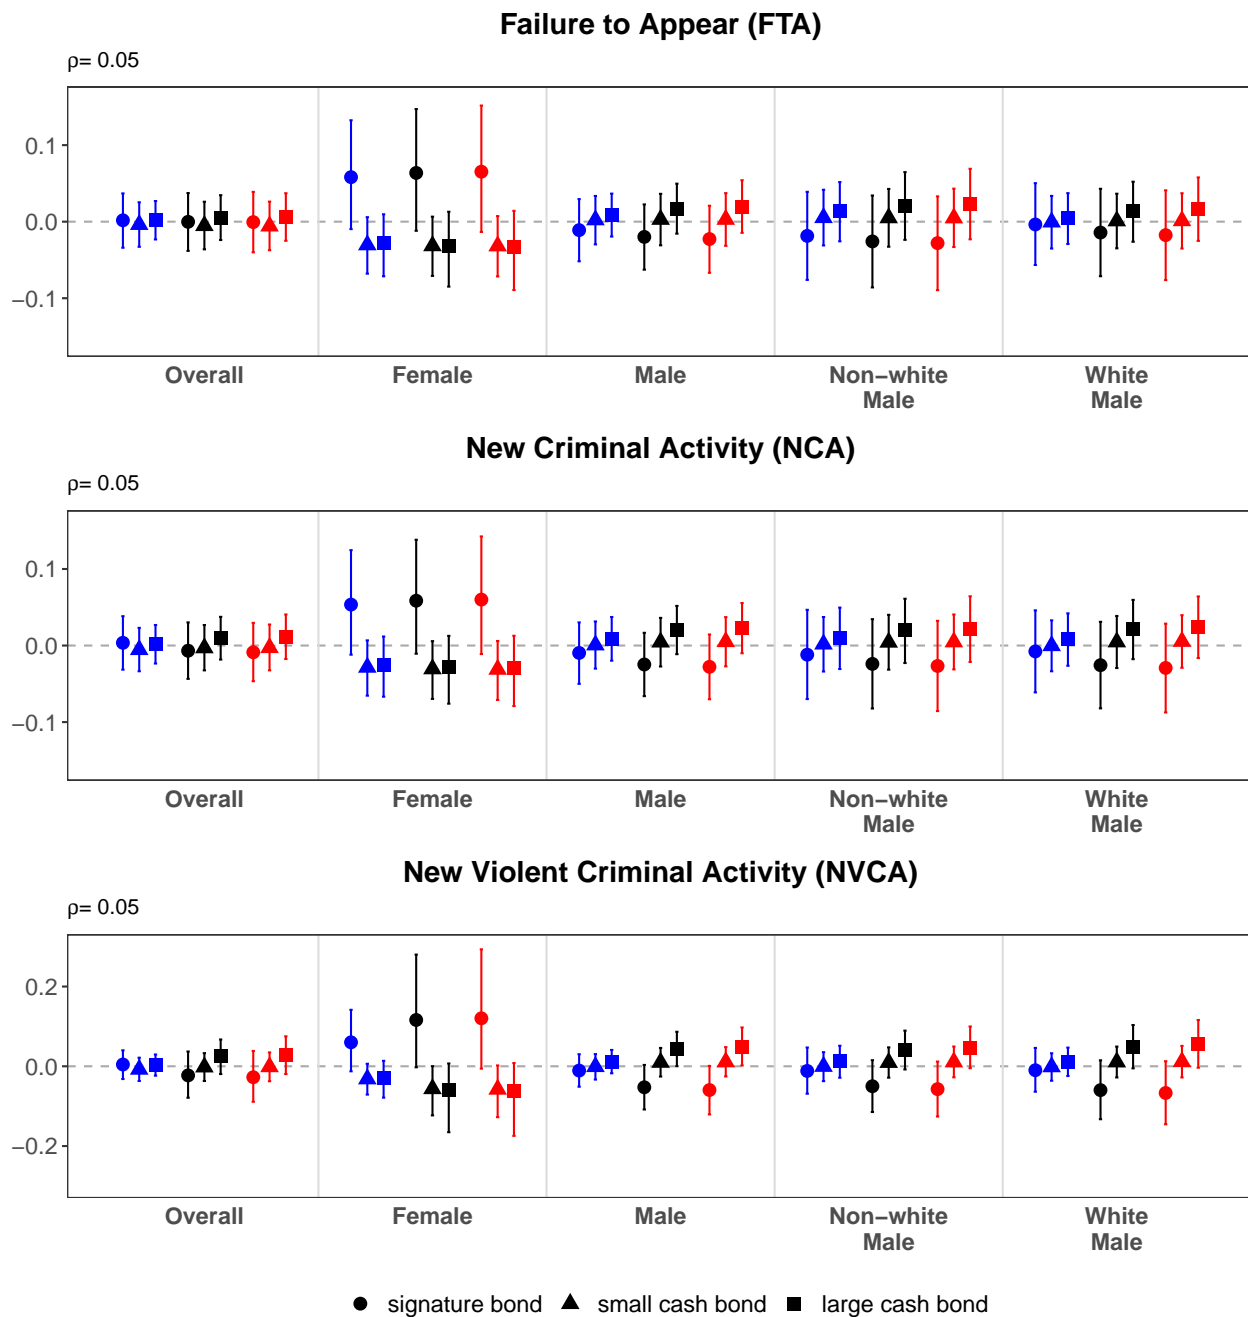 Failure to Appear (FTA)
ρ= 0.05
0.1
0.0
−0.1
Overall Female Male Non−white Male White Male
New Criminal Activity (NCA)
ρ= 0.05
0.1
0.0
−0.1
Overall Female Male Non−white Male White Male
New Violent Criminal Activity (NVCA)
ρ= 0.05
0.2
0.0
−0.2
Overall Female Male Non−white Male White Male
signature bond small cash bond large cash bond